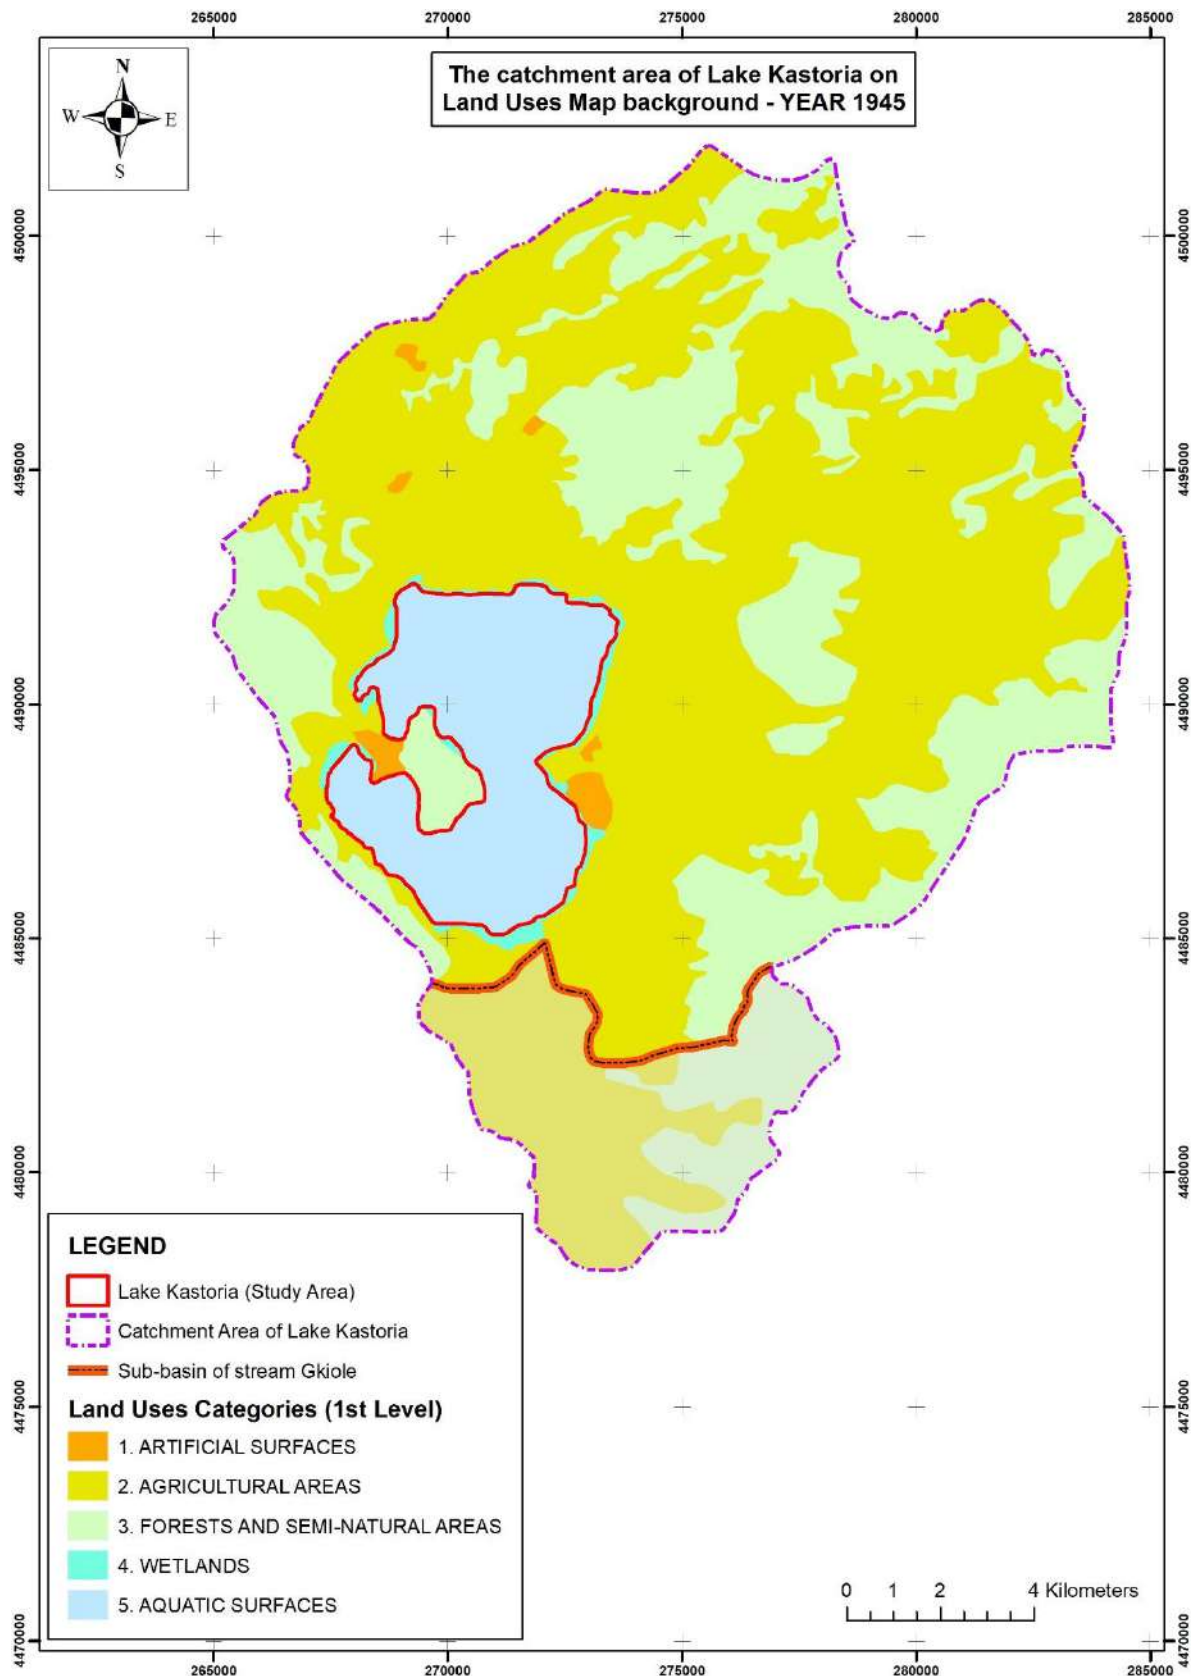 265000 270000 275000 280000 285000
N
W E
S
The catchment area of Lake Kastoria on
Land Uses Map background - YEAR 1945
4500000 4500000
4495000 4495000
4490000 4490000
4485000 4485000
4480000 4480000
LEGEND
Lake Kastoria (Study Area)
Catchment Area of Lake Kastoria
Sub-basin of stream Gkiole
4475000 4475000
Land Uses Categories (1st Level)
1. ARTIFICIAL SURFACES
2. AGRICULTURAL AREAS
3. FORESTS AND SEMI-NATURAL AREAS
4. WETLANDS
5. AQUATIC SURFACES
0 1 2 4 Kilometers
4470000 4470000
265000 270000 275000 280000 285000